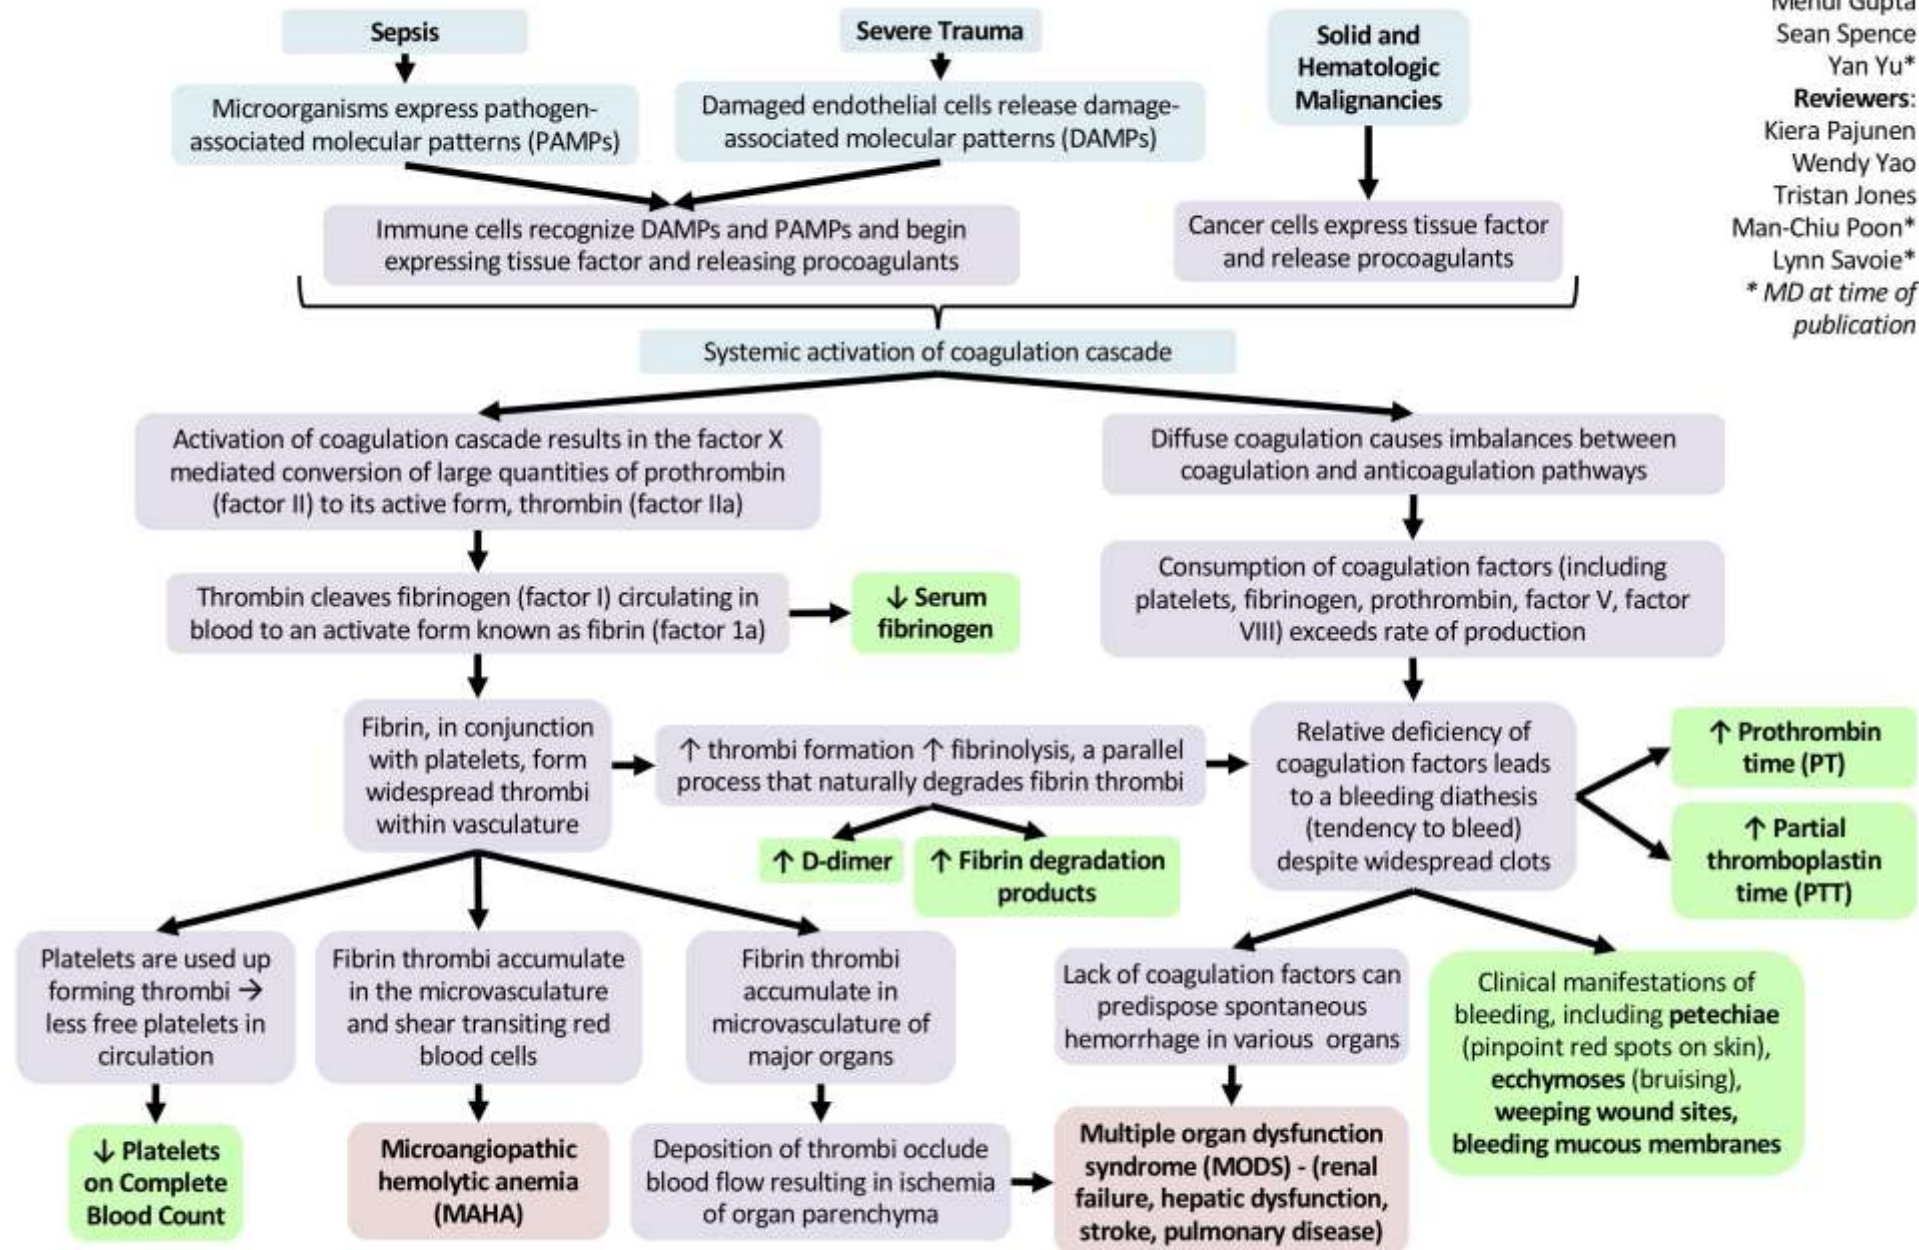 Sepsis
Severe Trauma
Solid and
Hematologic
Malignancies
Mehul Gupta
Sean Spence
Yan Yu*
Reviewers:
Kiera Pajunen
Wendy Yao
Tristan Jones
Man-Chiu Poon*
Lynn Savoie*
* MD at time of
publication
Microorganisms express pathogen-
associated molecular patterns (PAMPs)
Damaged endothelial cells release damage-
associated molecular patterns (DAMPs)
Immune cells recognize DAMPs and PAMPs and begin
expressing tissue factor and releasing procoagulants
Cancer cells express tissue factor
and release procoagulants
Systemic activation of coagulation cascade
Activation of coagulation cascade results in the factor X
mediated conversion of large quantities of prothrombin
(factor II) to its active form, thrombin (factor IIa)
Diffuse coagulation causes imbalances between
coagulation and anticoagulation pathways
Thrombin cleaves fibrinogen (factor I) circulating in
blood to an activate form known as fibrin (factor 1a)
↓ Serum
fibrinogen
Consumption of coagulation factors (including
platelets, fibrinogen, prothrombin, factor V, factor
VIII) exceeds rate of production
Fibrin, in conjunction
with platelets, form
widespread thrombi
within vasculature
↑ thrombi formation ↑ fibrinolysis, a parallel
process that naturally degrades fibrin thrombi
Relative deficiency of
coagulation factors leads
to a bleeding diathesis
(tendency to bleed)
despite widespread clots
↑ Prothrombin
time (PT)
↑ Partial
thromboplastin
time (PTT)
↑ D-dimer
↑ Fibrin degradation
products
Platelets are used up
forming thrombi →
less free platelets in
circulation
Fibrin thrombi accumulate
in the microvasculature
and shear transiting red
blood cells
Fibrin thrombi
accumulate in
microvasculature of
major organs
Lack of coagulation factors can
predispose spontaneous
hemorrhage in various organs
Clinical manifestations of
bleeding, including petechiae
(pinpoint red spots on skin),
ecchymoses (bruising),
weeping wound sites,
bleeding mucous membranes
↓ Platelets
on Complete
Blood Count
Microangiopathic
hemolytic anemia
(MAHA)
Deposition of thrombi occlude
blood flow resulting in ischemia
of organ parenchyma
Multiple organ dysfunction
syndrome (MODS) - (renal
failure, hepatic dysfunction,
stroke, pulmonary disease)